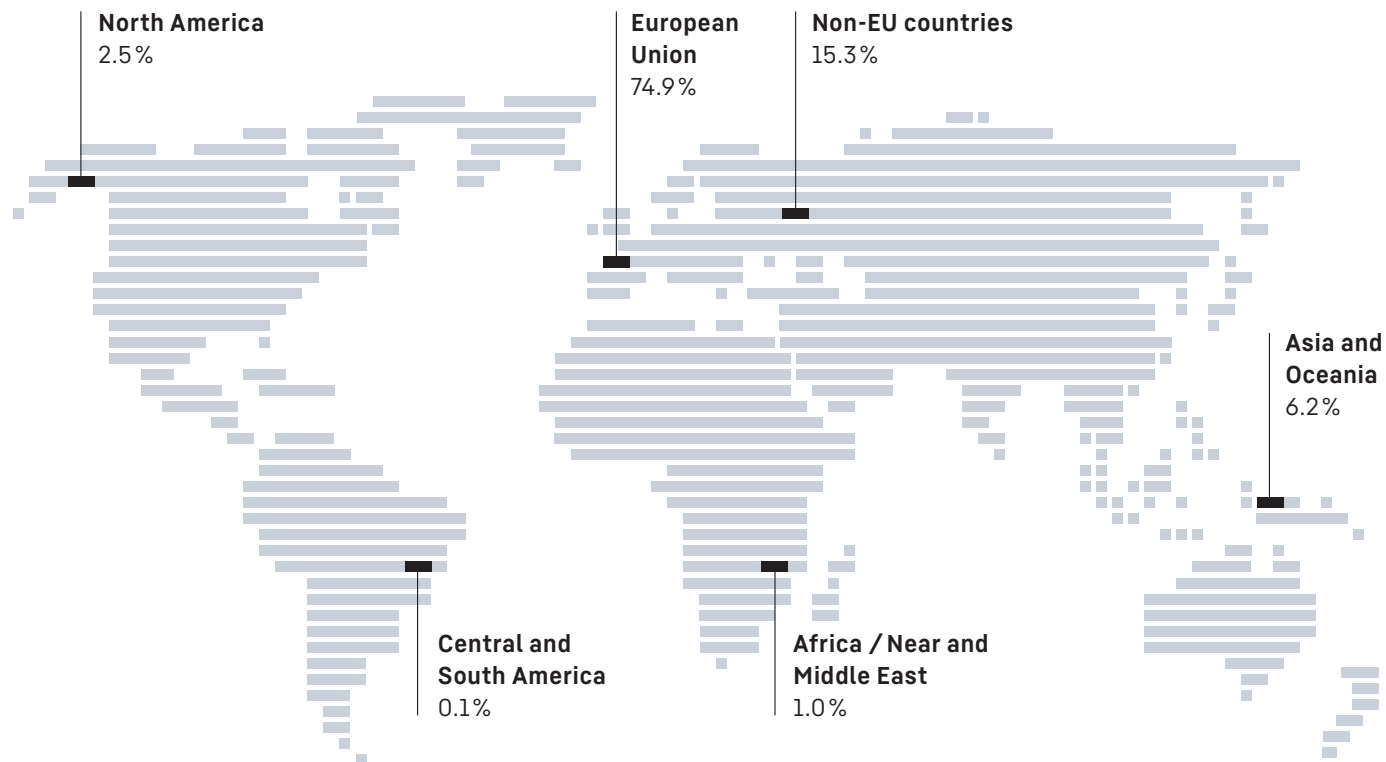 North America
2.5%
European
Union
74.9%
Non-EU countries
15.3%
Asia and
Oceania
6.2%
Central and
South America
0.1%
Africa / Near and
Middle East
1.0%